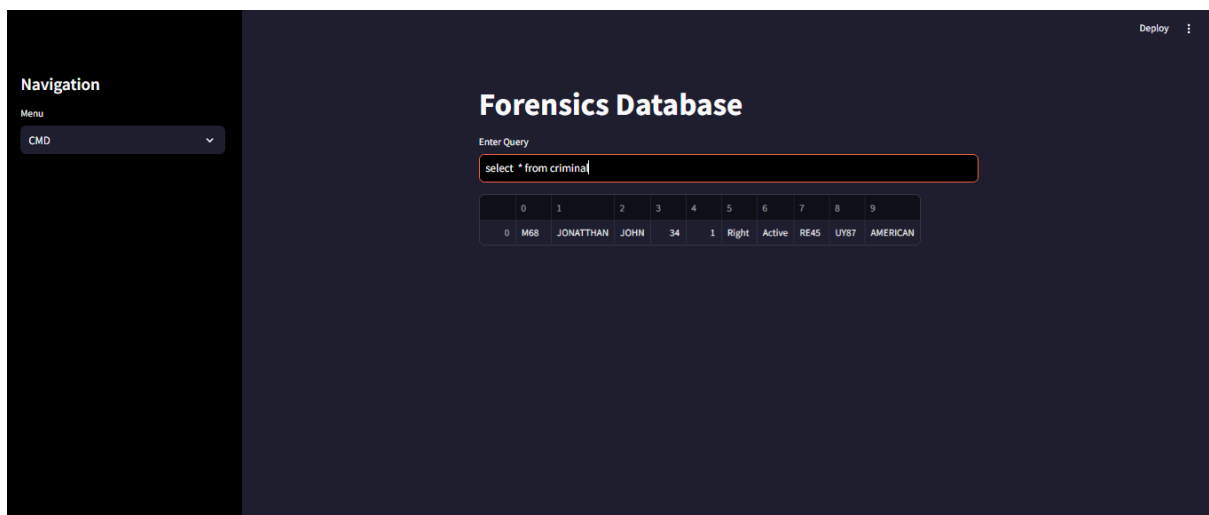 Deploy
Navigation
Menu
CMD
Forensics Database
Enter Query
select * from criminal
0 1 2 3 4 5 6 7 8 9
0 M68 JONATTHAN JOHN 34 1 Right Active RE45 UY87 AMERICAN